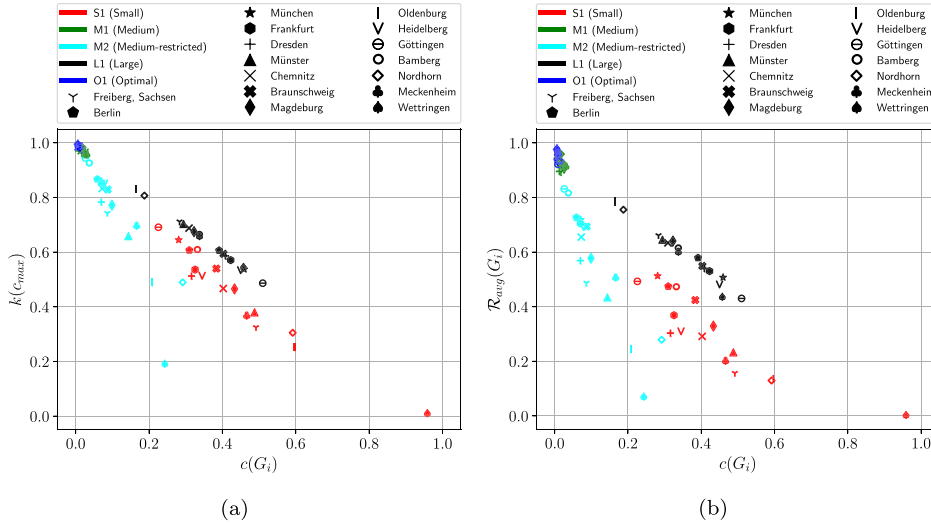 S1 (Small)
M1 (Medium)
M2 (Medium-restricted)
L1 (Large)
O1 (Optimal)
Freiberg, Sachsen
Berlin
München
Frankfurt
Dresden
Münster
Chemnitz
Braunschweig
Magdeburg
Oldenburg
Heidelberg
Göttingen
Bamberg
Nordhorn
Meckenheim
Wettringen
k(c_max)
1.0
0.8
0.6
0.4
0.2
0.0
0.0 0.2 0.4 0.6 0.8 1.0
c(G_i)
(a)
S1 (Small)
M1 (Medium)
M2 (Medium-restricted)
L1 (Large)
O1 (Optimal)
Freiberg, Sachsen
Berlin
München
Frankfurt
Dresden
Münster
Chemnitz
Braunschweig
Magdeburg
Oldenburg
Heidelberg
Göttingen
Bamberg
Nordhorn
Meckenheim
Wettringen
R_avg(G_i)
1.0
0.8
0.6
0.4
0.2
0.0
0.0 0.2 0.4 0.6 0.8 1.0
c(G_i)
(b)